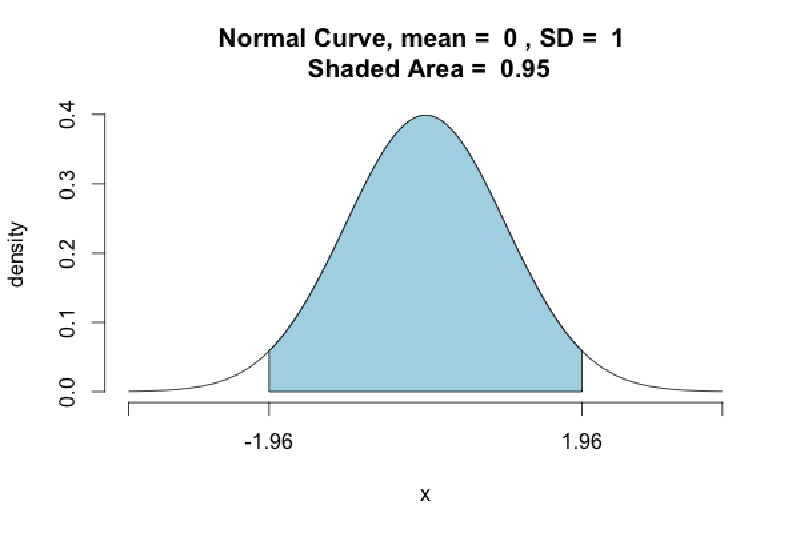 Normal Curve, mean =  0 , SD =  1
Shaded Area =  0.95
0.4
0.3
0.2
0.1
0.0
density
-1.96
1.96
x